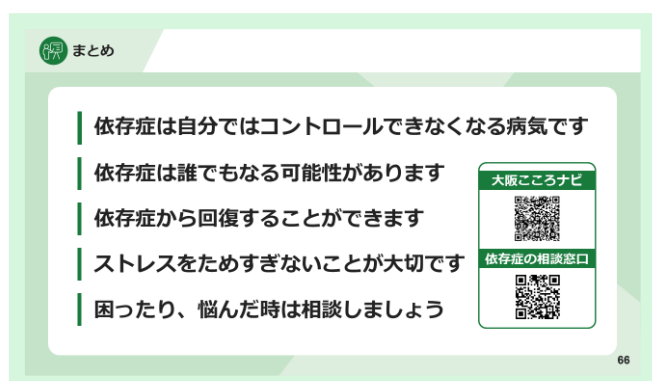 まとめ
依存症は自分ではコントロールできなくなる病気です
依存症は誰でもなる可能性があります
依存症から回復することができます
ストレスをためすぎないことが大切です
困ったり、悩んだ時は相談しましょう
大阪こころナビ
依存症の相談窓口
66